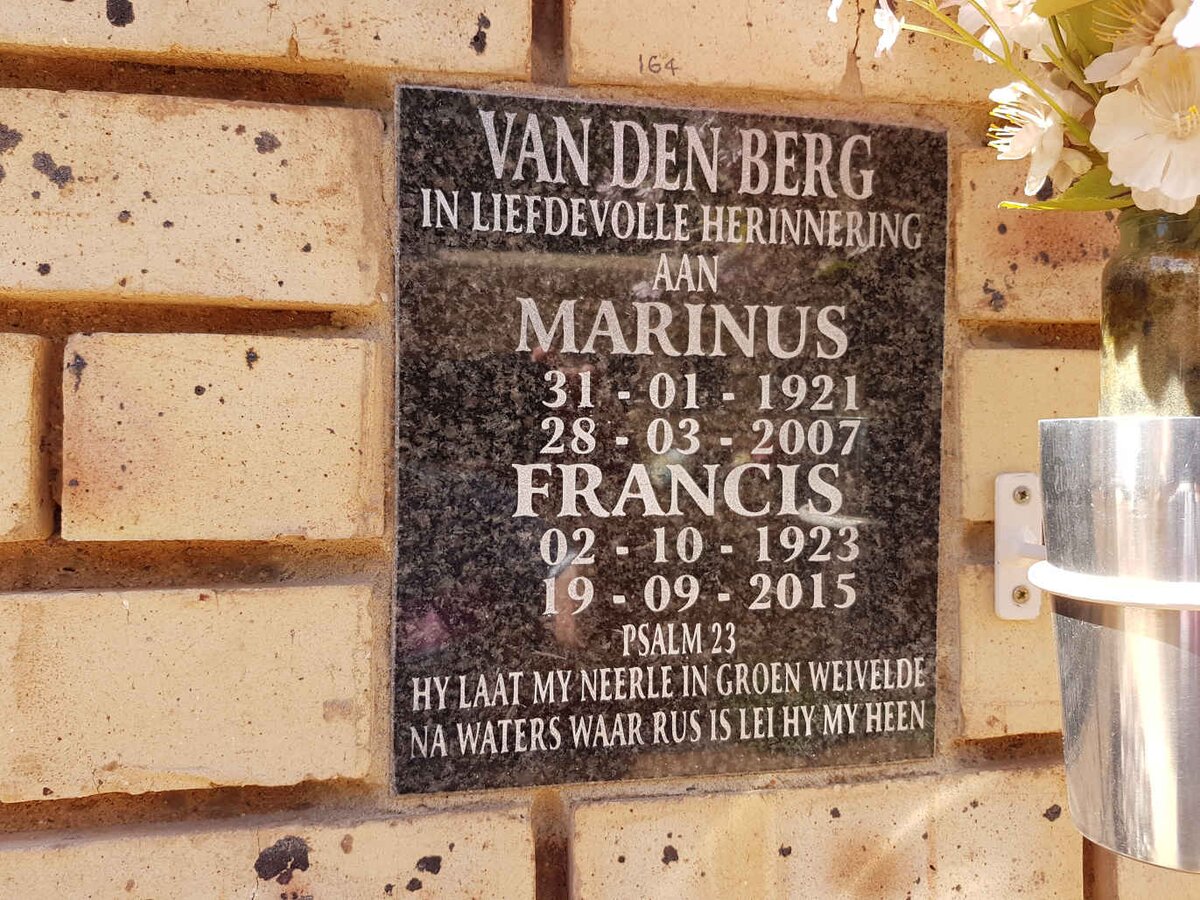 164
VAN DEN BERG
IN LIEFDEVOLLE HERINNERING
AAN
MARINUS
31 - 01 - 1921
28 - 03 - 2007
FRANCIS
02 - 10 - 1923
19 - 09 - 2015
PSALM 23
HY LAAT MY NEERLE IN GROEN WEIVELDE
NA WATERS WAAR RUS IS LEI HY MY HEEN